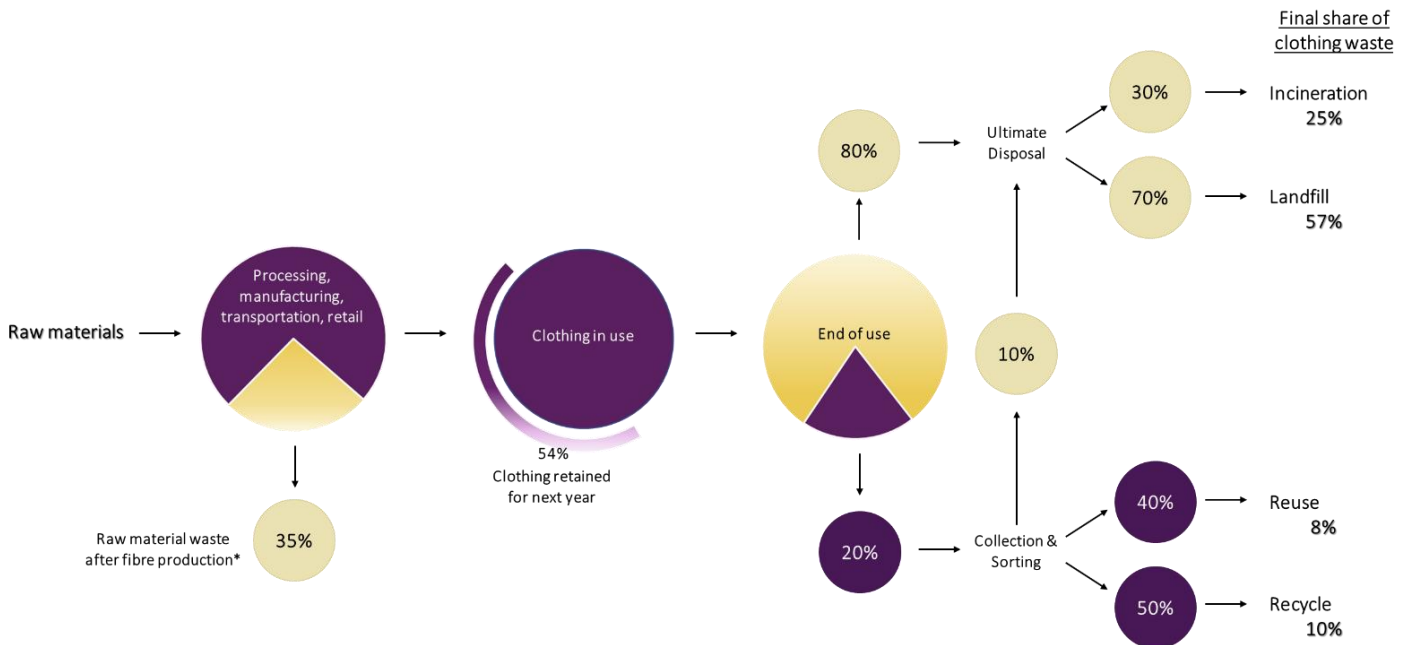 Final share of
clothing waste
30%
Incineration
25%
80%
Ultimate
Disposal
70%
Landfill
57%
Raw materials
Processing,
manufacturing,
transportation, retail
Clothing in use
End of use
10%
54%
Clothing retained
for next year
Raw material waste
after fibre production*
35%
20%
Collection &
Sorting
40%
Reuse
8%
50%
Recycle
10%